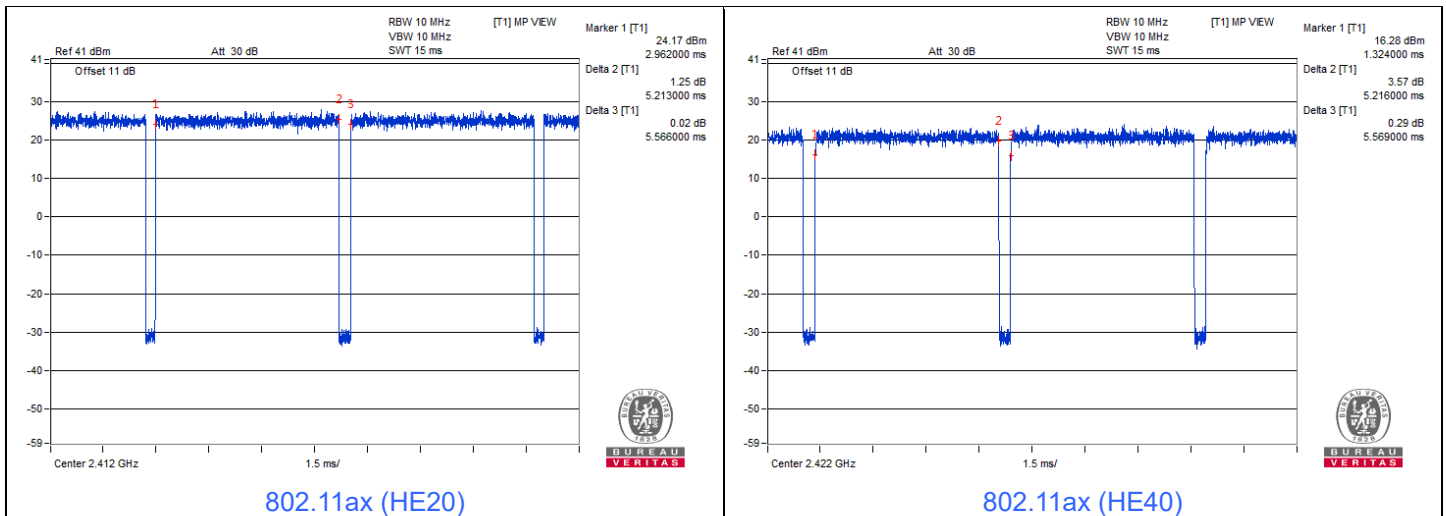 RBW 10 MHz [T1] MP VIEW
VBW 10 MHz
Ref 41 dBm Att 30 dB SWT 15 ms
Marker 1 [T1]
24.17 dBm
2.962000 ms
Delta 2 [T1]
1.25 dB
5.213000 ms
Delta 3 [T1]
0.02 dB
5.566000 ms
41
Offset 11 dB
30
1 2 3
20
10
0
-10
-20
-30
-40
-50
-59
Center 2.412 GHz 1.5 ms/
BUREAU VERITAS
1828
BUREAU
VERITAS
802.11ax (HE20)
RBW 10 MHz [T1] MP VIEW
VBW 10 MHz
Ref 41 dBm Att 30 dB SWT 15 ms
Marker 1 [T1]
16.28 dBm
1.324000 ms
Delta 2 [T1]
3.57 dB
5.216000 ms
Delta 3 [T1]
0.29 dB
5.569000 ms
41
Offset 11 dB
30
2
1 3
20
10
0
-10
-20
-30
-40
-50
-59
Center 2.422 GHz 1.5 ms/
BUREAU VERITAS
1828
BUREAU
VERITAS
802.11ax (HE40)